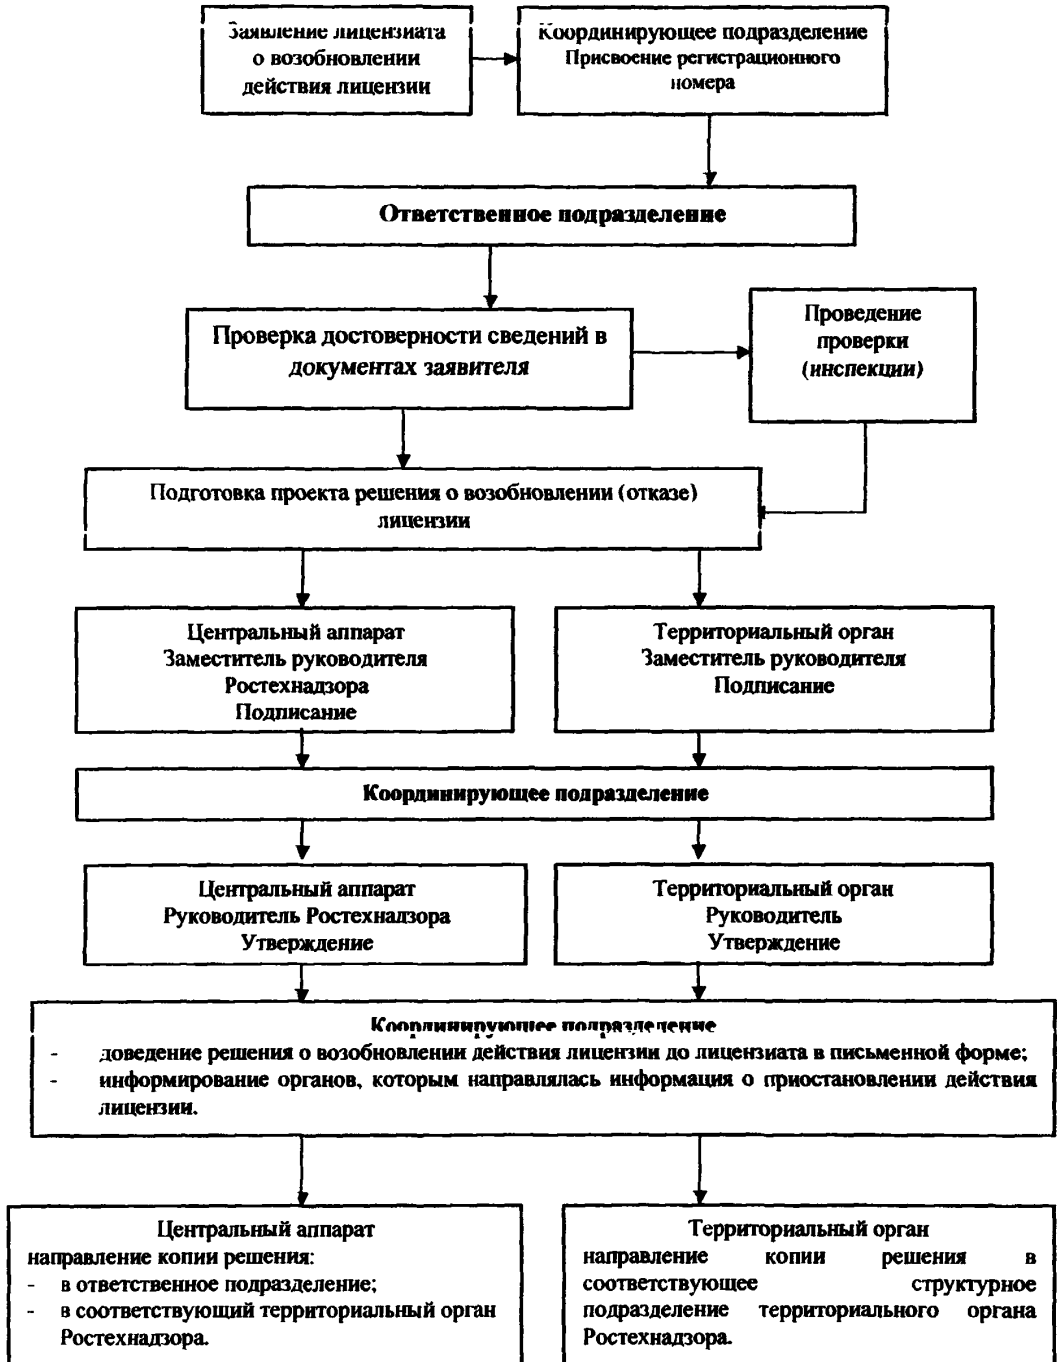 Заявление лицензиата
о возобновлении
действия лицензии
Координирующее подразделение
Присвоение регистрационного
номера
Ответственное подразделение
Проверка достоверности сведений в
документах заявителя
Проведение
проверки
(инспекции)
Подготовка проекта решения о возобновлении (отказе)
лицензии
Центральный аппарат
Заместитель руководителя
Ростехнадзора
Подписание
Территориальный орган
Заместитель руководителя
Подписание
Координирующее подразделение
Центральный аппарат
Руководитель Ростехнадзора
Утверждение
Территориальный орган
Руководитель
Утверждение
Координирующее подразделение
- доведение решения о возобновлении действия лицензии до лицензиата в письменной форме;
- информирование органов, которым направлялась информация о приостановлении действия
лицензии.
Центральный аппарат
направление копии решения:
- в ответственное подразделение;
- в соответствующий территориальный орган
Ростехнадзора.
Территориальный орган
направление копии решения в
соответствующее структурное
подразделение территориального органа
Ростехнадзора.